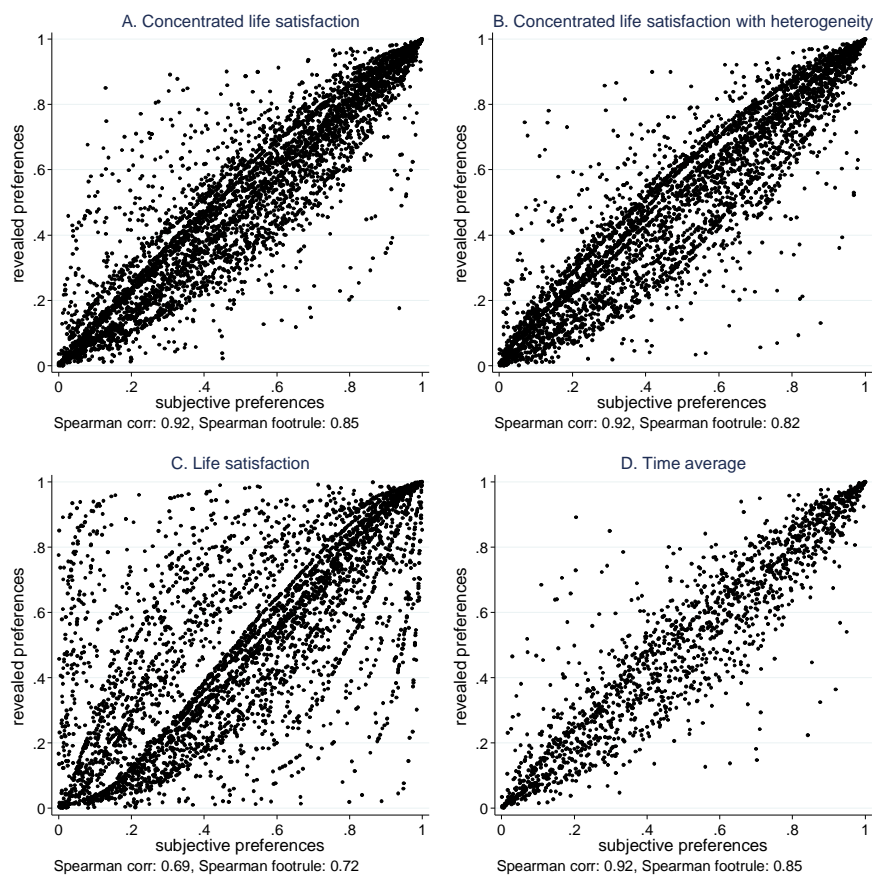 A. Concentrated life satisfaction
revealed preferences
1
.8
.6
.4
.2
0
0 .2 .4 .6 .8 1
subjective preferences
Spearman corr: 0.92, Spearman footrule: 0.85
B. Concentrated life satisfaction with heterogeneity
revealed preferences
1
.8
.6
.4
.2
0
0 .2 .4 .6 .8 1
subjective preferences
Spearman corr: 0.92, Spearman footrule: 0.82
C. Life satisfaction
revealed preferences
1
.8
.6
.4
.2
0
0 .2 .4 .6 .8 1
subjective preferences
Spearman corr: 0.69, Spearman footrule: 0.72
D. Time average
revealed preferences
1
.8
.6
.4
.2
0
0 .2 .4 .6 .8 1
subjective preferences
Spearman corr: 0.92, Spearman footrule: 0.85